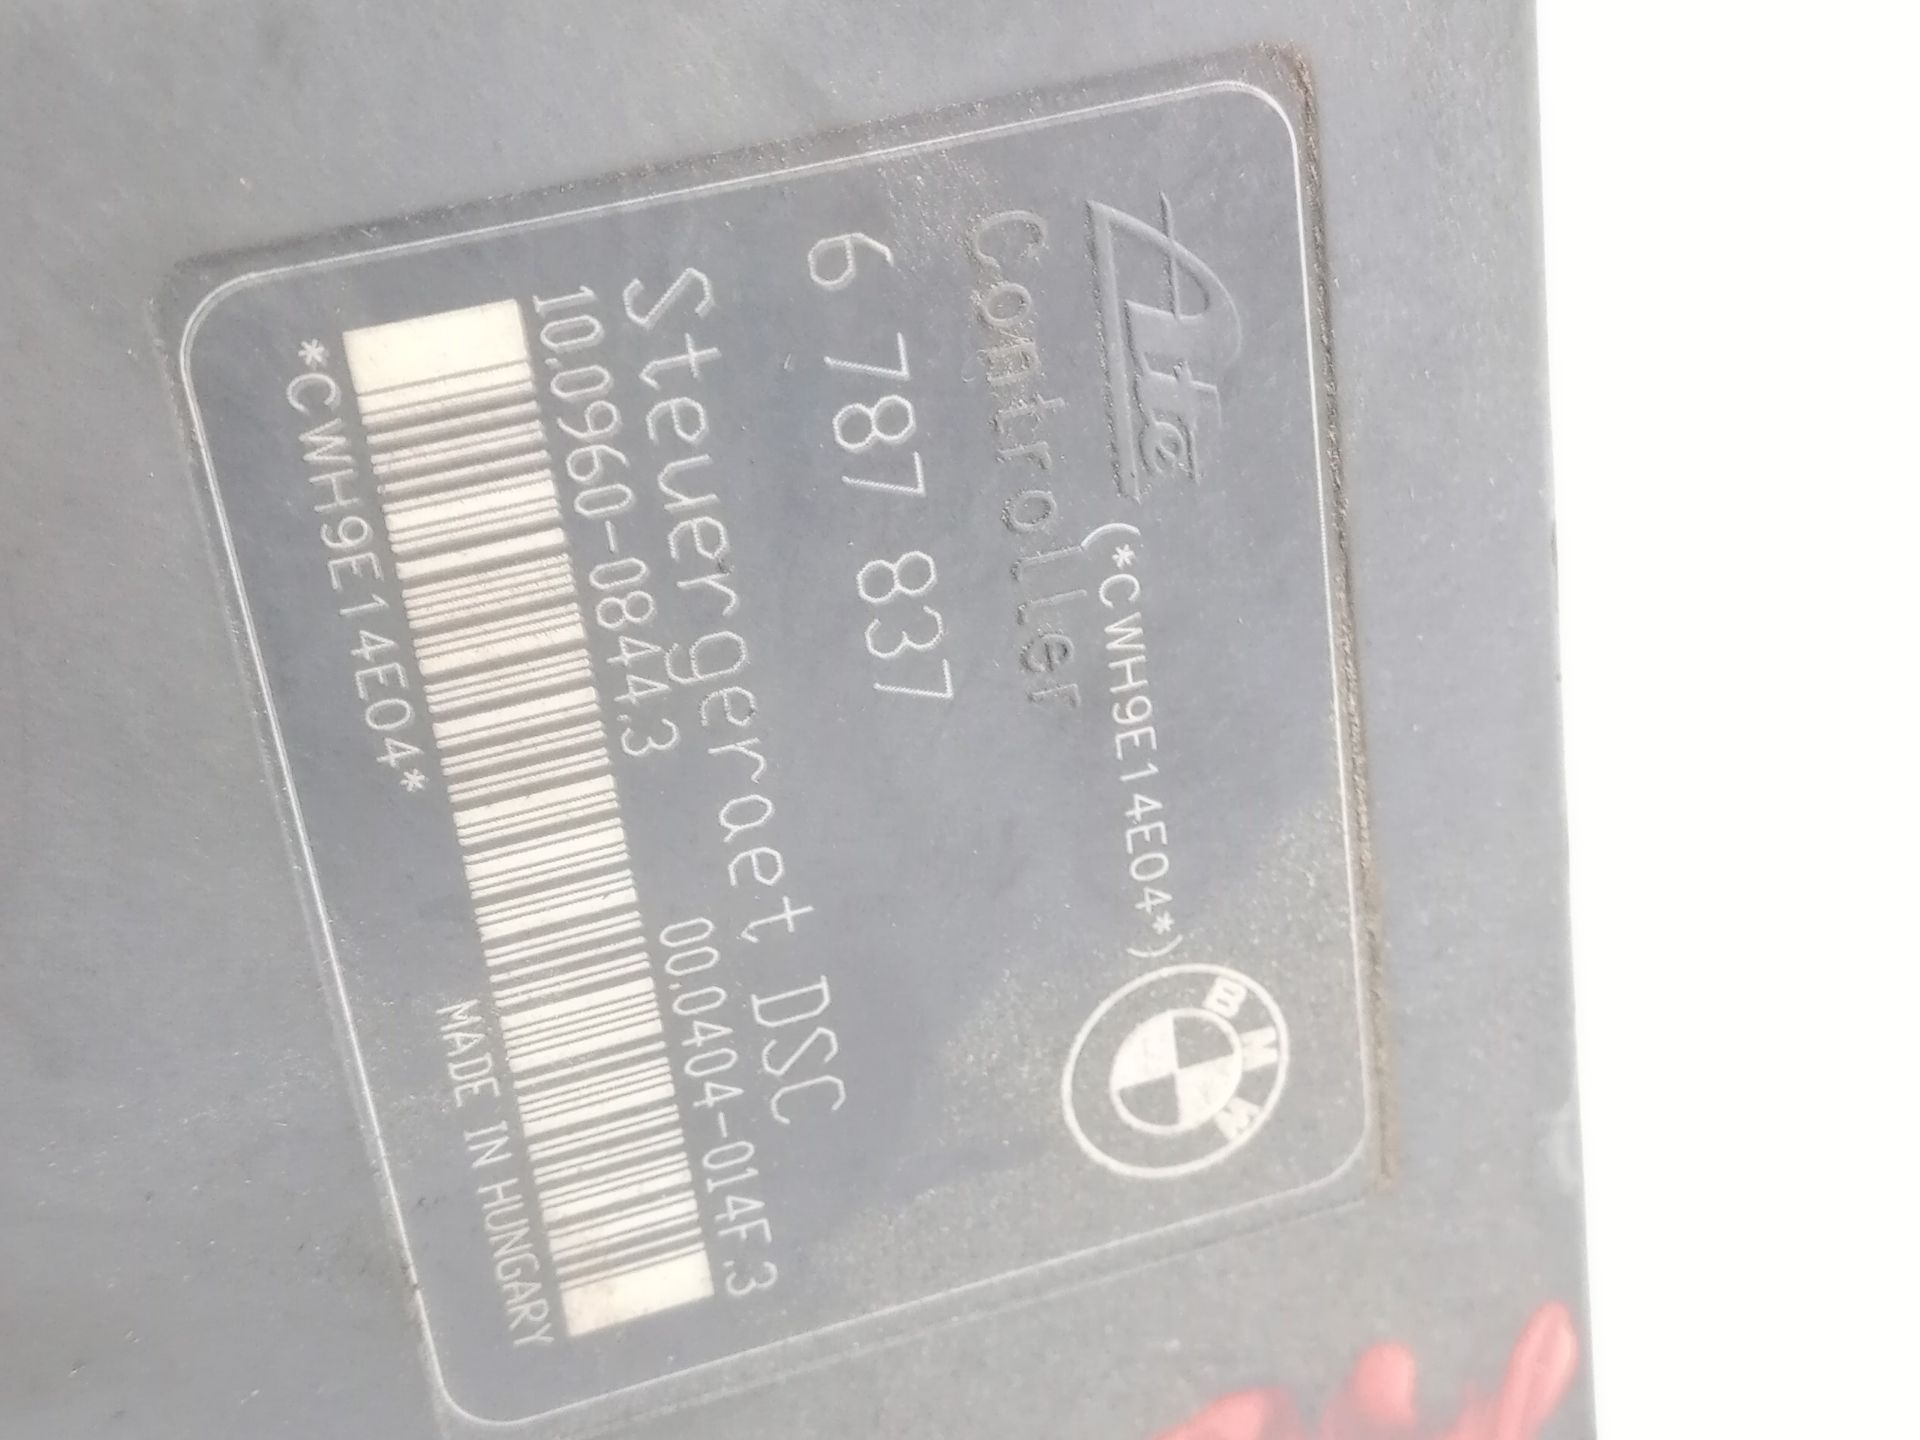 Ate (*CWH9E14E04*) BMW
Controller
6 787 837
Steuergeraet DSC
10.0960-0844.3 00.0404-014F.3
*CWH9E14E04* MADE IN HUNGARY